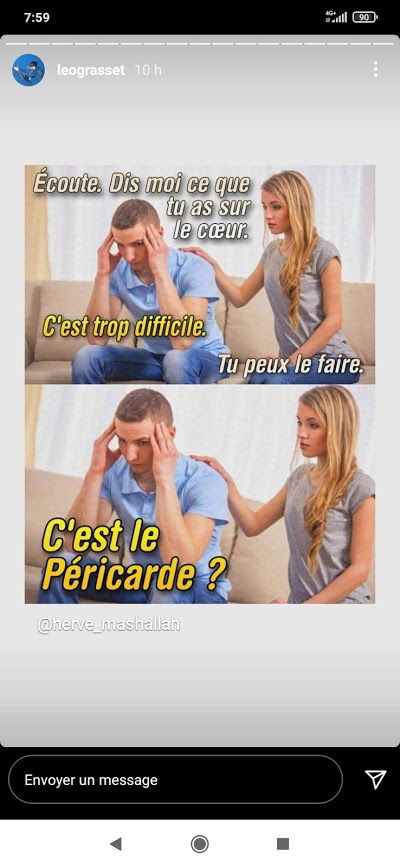 7:59
4G+
90
leograsset 10 h
Écoute. Dis moi ce que
tu as sur
le cœur.
C'est trop difficile.
Tu peux le faire.
C'est le
Péricarde ?
@herve_mashallah
Envoyer un message